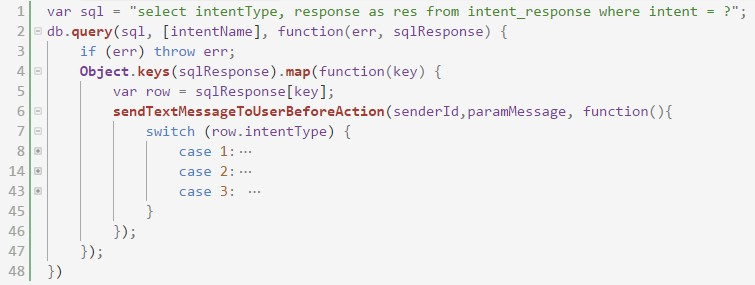 1 var sql = "select intentType, response as res from intent_response where intent = ?";
2 db.query(sql, [intentName], function(err, sqlResponse) {
3     if (err) throw err;
4     Object.keys(sqlResponse).map(function(key) {
5         var row = sqlResponse[key];
6         sendTextMessageToUserBeforeAction(senderId,paramMessage, function(){
7             switch (row.intentType) {
8                 case 1:⋯
14                 case 2:⋯
43                 case 3: ⋯
45             }
46         });
47     });
48 })